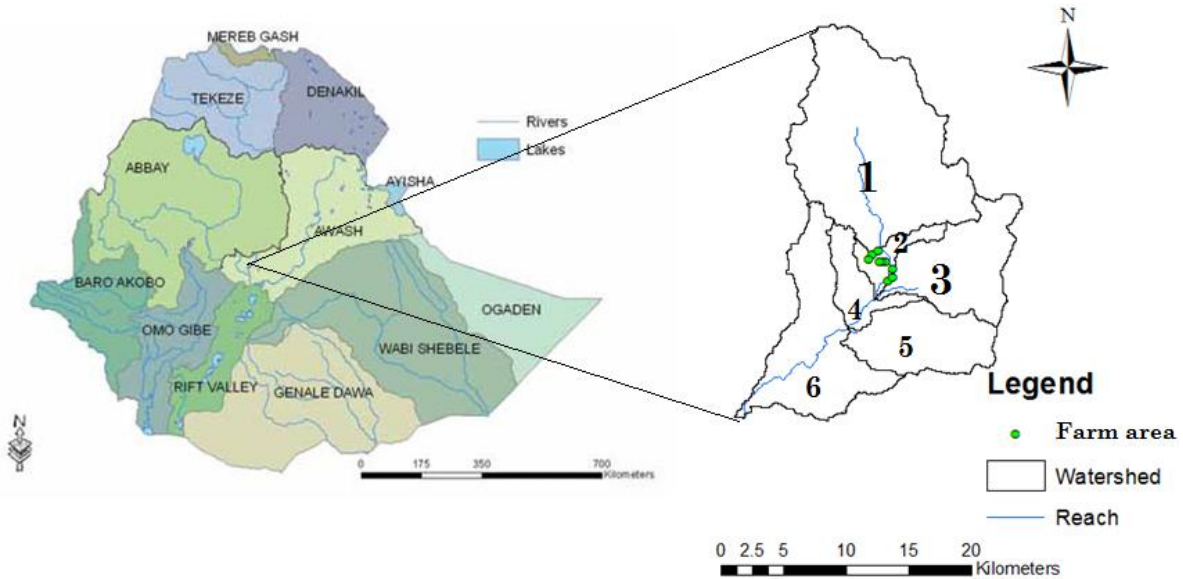 MEREB GASH
TEKEZE
DENAKIL
Rivers
Lakes
ABBAY
AYISHA
AWASH
BARO AKOBO
OGADEN
OMO GIBE
WABI SHEBELE
RIFT VALLEY
GENALE DAWA
N
0 175 350 700
Kilometers
N
1
2
3
4
5
6
Legend
Farm area
Watershed
Reach
0 2.5 5 10 15 20
Kilometers